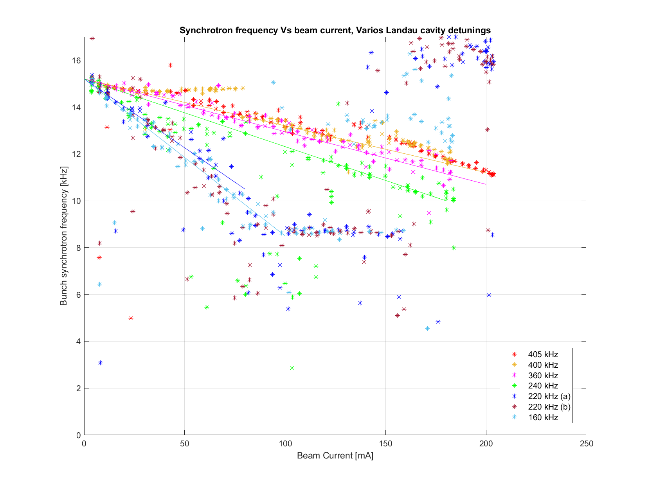 Synchrotron frequency Vs beam current, Varios Landau cavity detunings
Bunch synchrotron frequency [kHz]
16
14
12
10
8
6
4
2
0
0 50 100 150 200 250
Beam Current [mA]
405 kHz
400 kHz
360 kHz
240 kHz
220 kHz (a)
220 kHz (b)
160 kHz